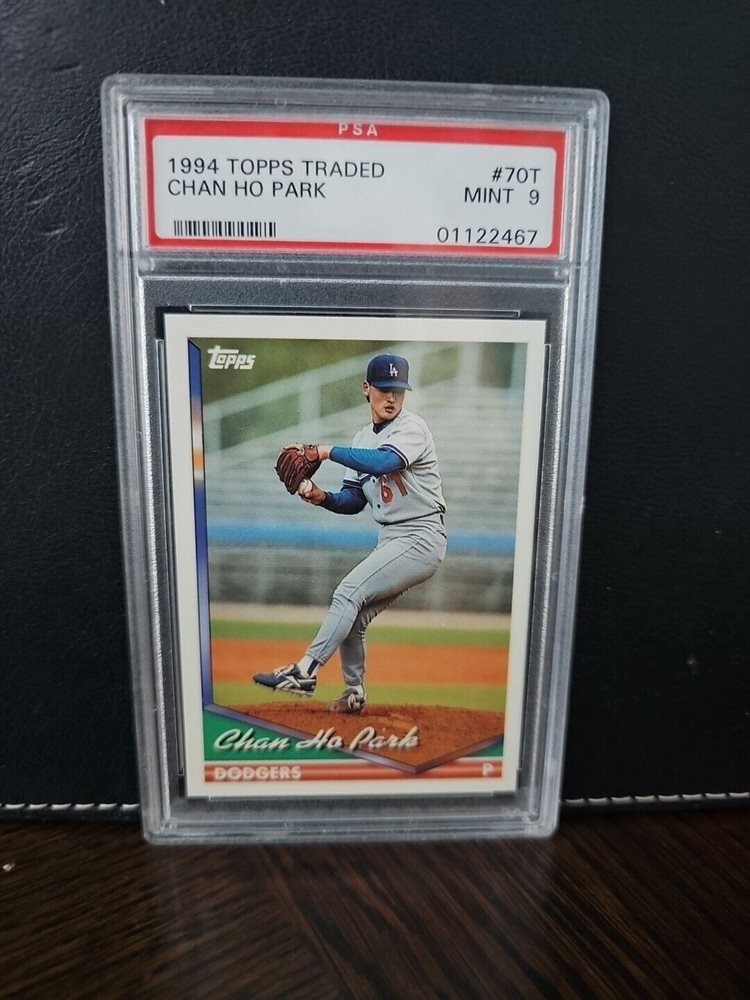 PSA
1994 TOPPS TRADED #70T
CHAN HO PARK MINT 9
01122467
Topps
LA
61
Chan Ho Park
DODGERS P